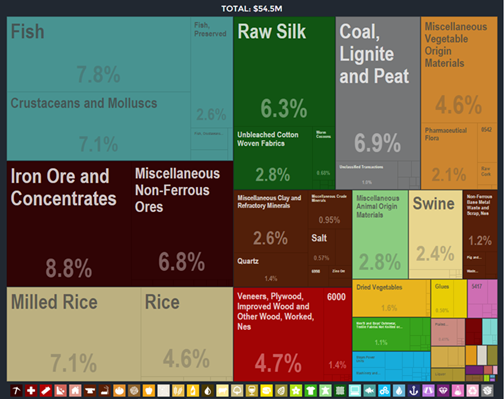 TOTAL: $54.5M
Fish
7.8%
Fish,
Preserved
2.6%
Crustaceans and Molluscs
7.1%
Raw Silk
6.3%
Unbleached Cotton
Woven Fabrics
2.8%
Coal,
Lignite
and Peat
6.9%
Unclassified Transactions
Miscellaneous
Vegetable
Origin
Materials
4.6%
Pharmaceutical
2.1%
Iron Ore and
Concentrates
8.8%
Miscellaneous
Non-Ferrous
Ores
6.8%
Miscellaneous Clay and
Refractory Minerals
2.6%
Quartz
1.4%
Miscellaneous Crude
Minerals
0.95%
Salt
0.57%
Miscellaneous
Animal Origin
Materials
2.8%
Swine
2.4%
Non-Ferrous
Base Metal
Waste and
Scrap, Nes
1.2%
Milled Rice
7.1%
Rice
4.6%
Veneers, Plywood,
Improved Wood and
Other Wood, Worked,
Nes
4.7%
6000
1.4%
Dried Vegetables
1.1%
Glues